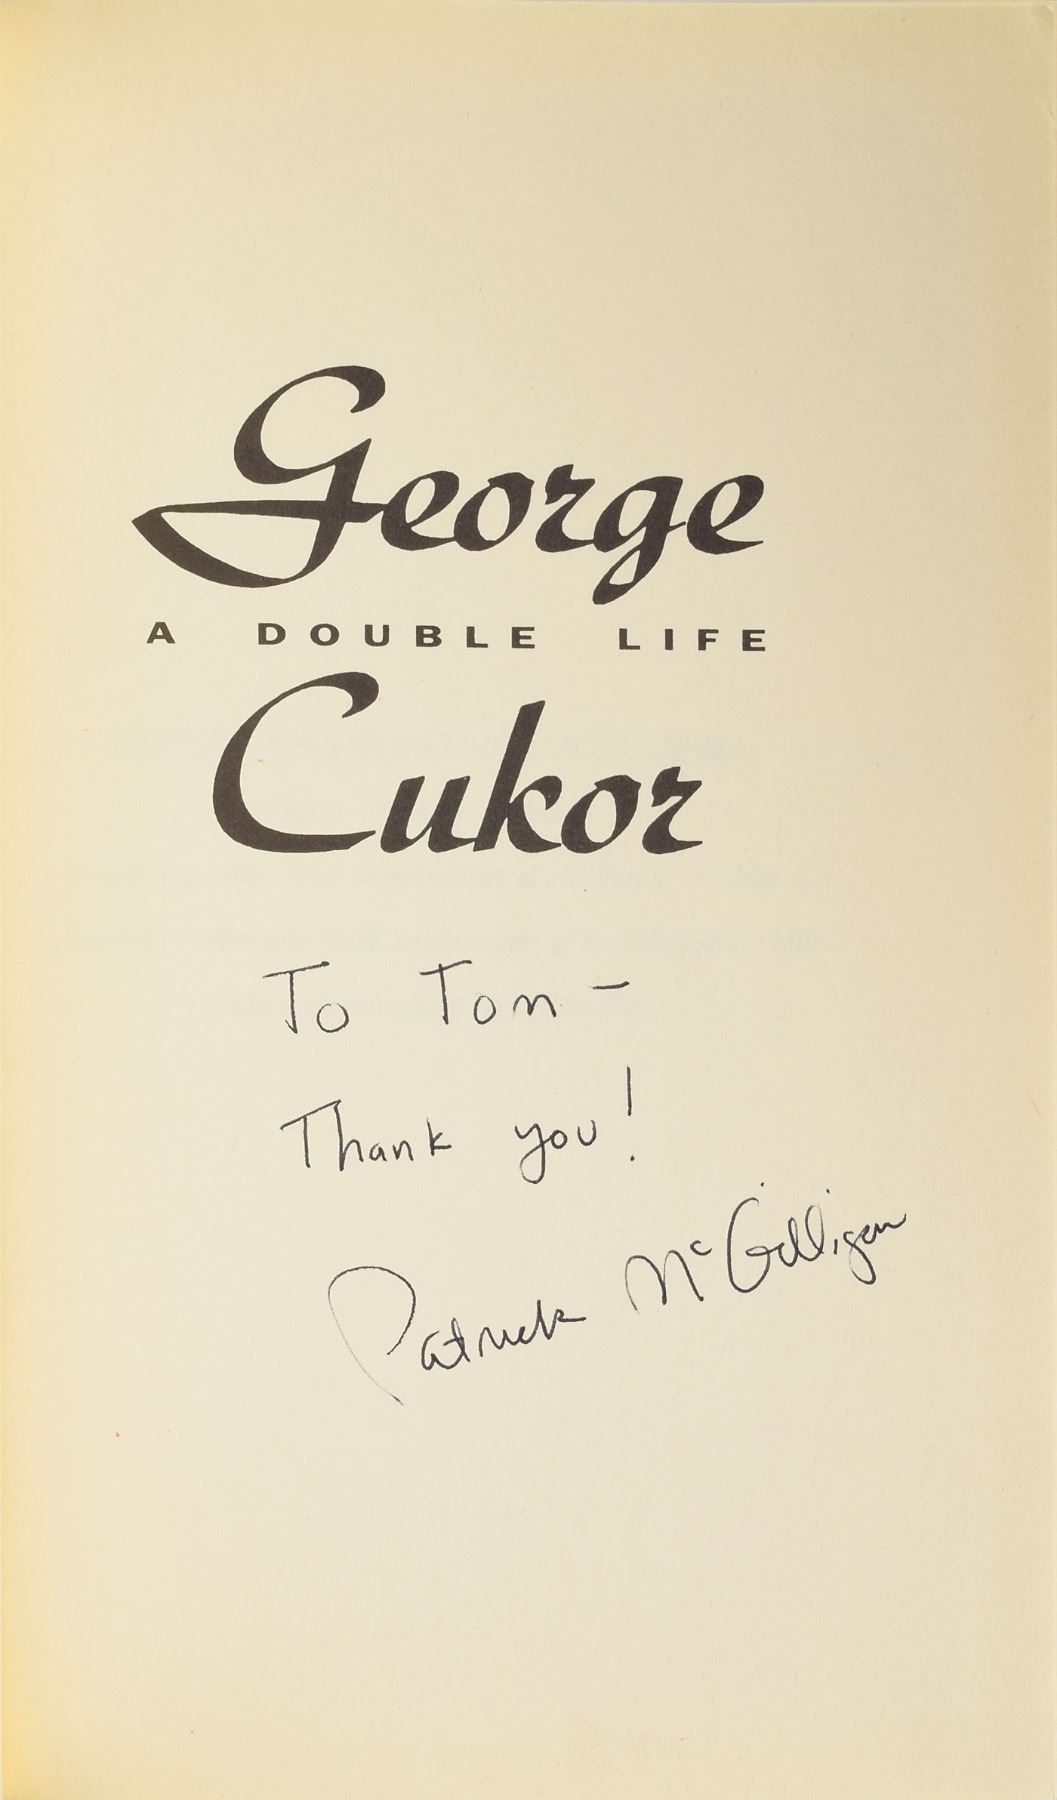 George
A DOUBLE LIFE
Cukor
To Tom –
Thank you!
Patrick McGilligan